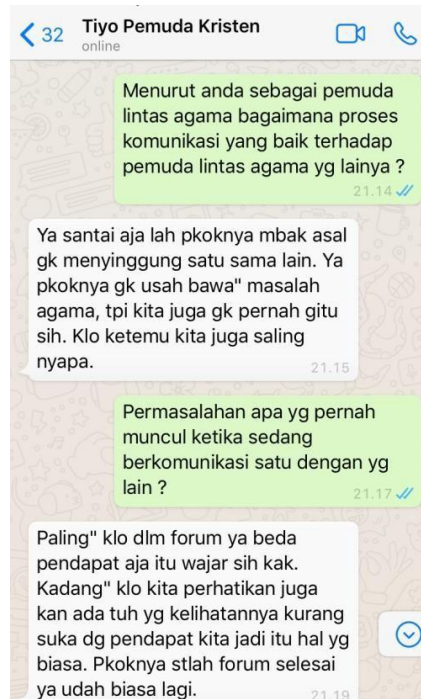 32
Tiyo Pemuda Kristen
online
Menurut anda sebagai pemuda
lintas agama bagaimana proses
komunikasi yang baik terhadap
pemuda lintas agama yg lainya ?
21.14
Ya santai aja lah pkoknya mbak asal
gk menyinggung satu sama lain. Ya
pkoknya gk usah bawa" masalah
agama, tpi kita juga gk pernah gitu
sih. Klo ketemu kita juga saling
nyapa.
21.15
Permasalahan apa yg pernah
muncul ketika sedang
berkomunikasi satu dengan yg
lain ?
21.17
Paling" klo dlm forum ya beda
pendapat aja itu wajar sih kak.
Kadang" klo kita perhatikan juga
kan ada tuh yg kelihatannya kurang
suka dg pendapat kita jadi itu hal yg
biasa. Pkoknya stlah forum selesai
ya udah biasa lagi.
21.19